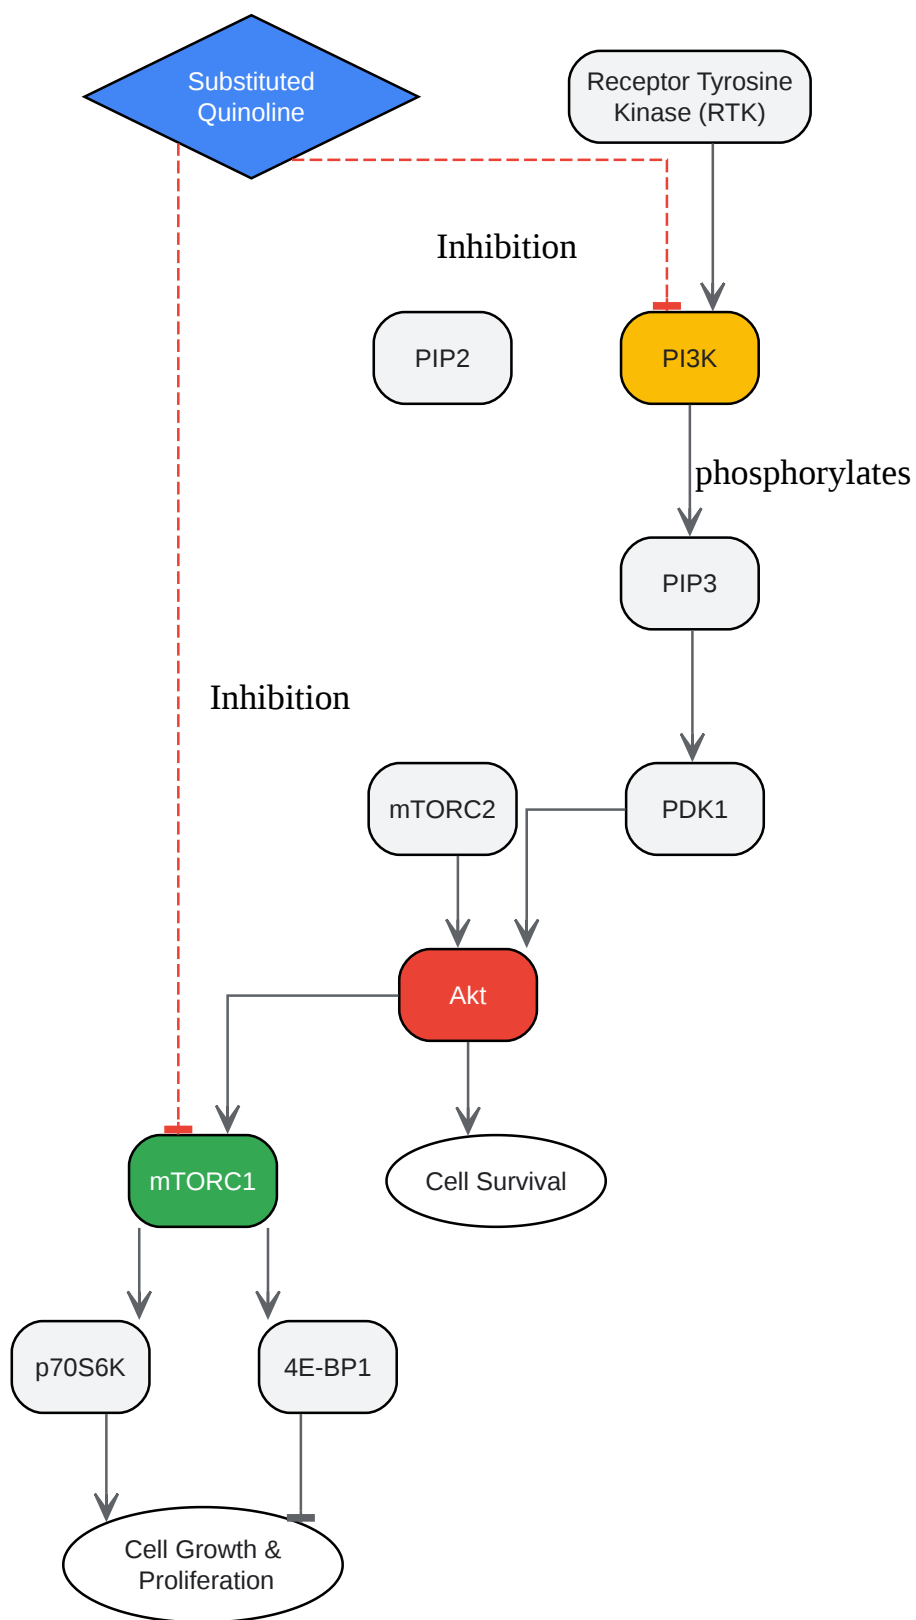 Substituted
Quinoline
Receptor Tyrosine
Kinase (RTK)
Inhibition
PIP2
PI3K
phosphorylates
PIP3
Inhibition
mTORC2
PDK1
Akt
mTORC1
Cell Survival
p70S6K
4E-BP1
Cell Growth &
Proliferation